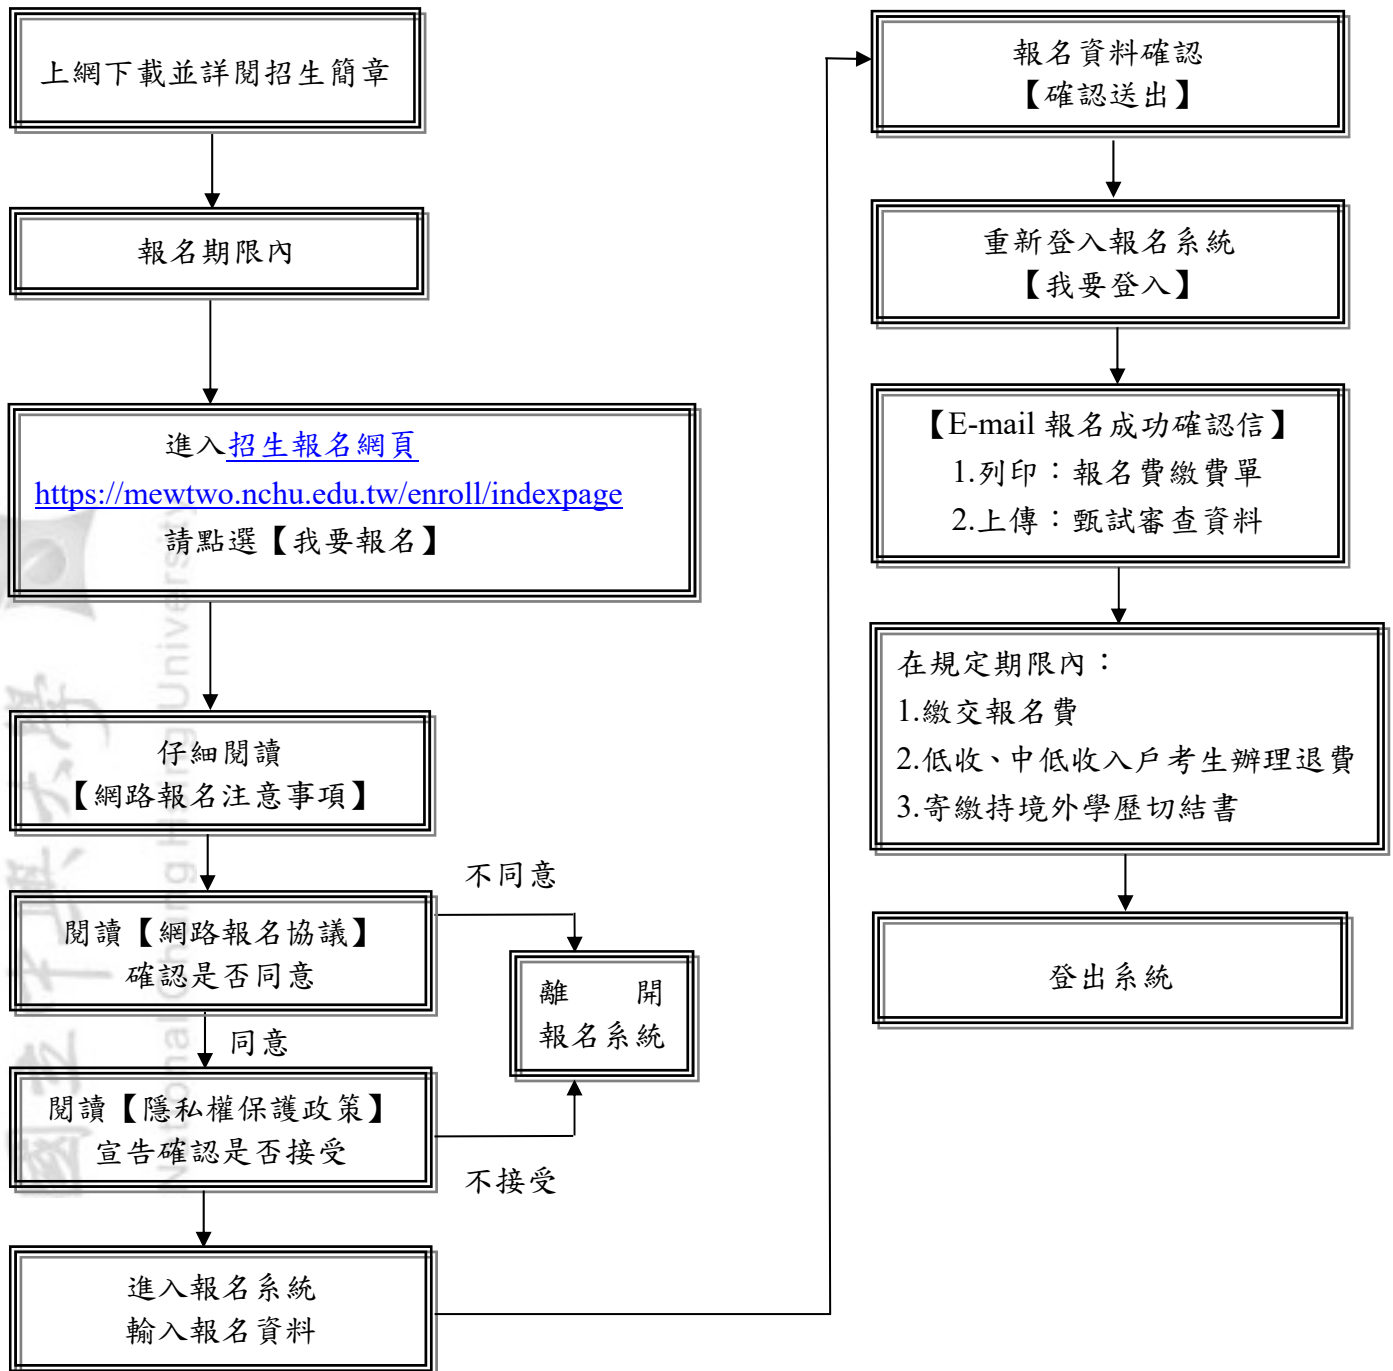 上網下載並詳閱招生簡章
報名期限內
進入招生報名網頁
https://mewtwo.nchu.edu.tw/enroll/indexpage
請點選【我要報名】
仔細閱讀
【網路報名注意事項】
閱讀【網路報名協議】
確認是否同意
不同意
離　開
報名系統
同意
閱讀【隱私權保護政策】
宣告確認是否接受
不接受
進入報名系統
輸入報名資料
報名資料確認
【確認送出】
重新登入報名系統
【我要登入】
【E-mail 報名成功確認信】
1.列印：報名費繳費單
2.上傳：甄試審查資料
在規定期限內：
1.繳交報名費
2.低收、中低收入戶考生辦理退費
3.寄繳持境外學歷切結書
登出系統
國立中興大學
National Chung Hsing University